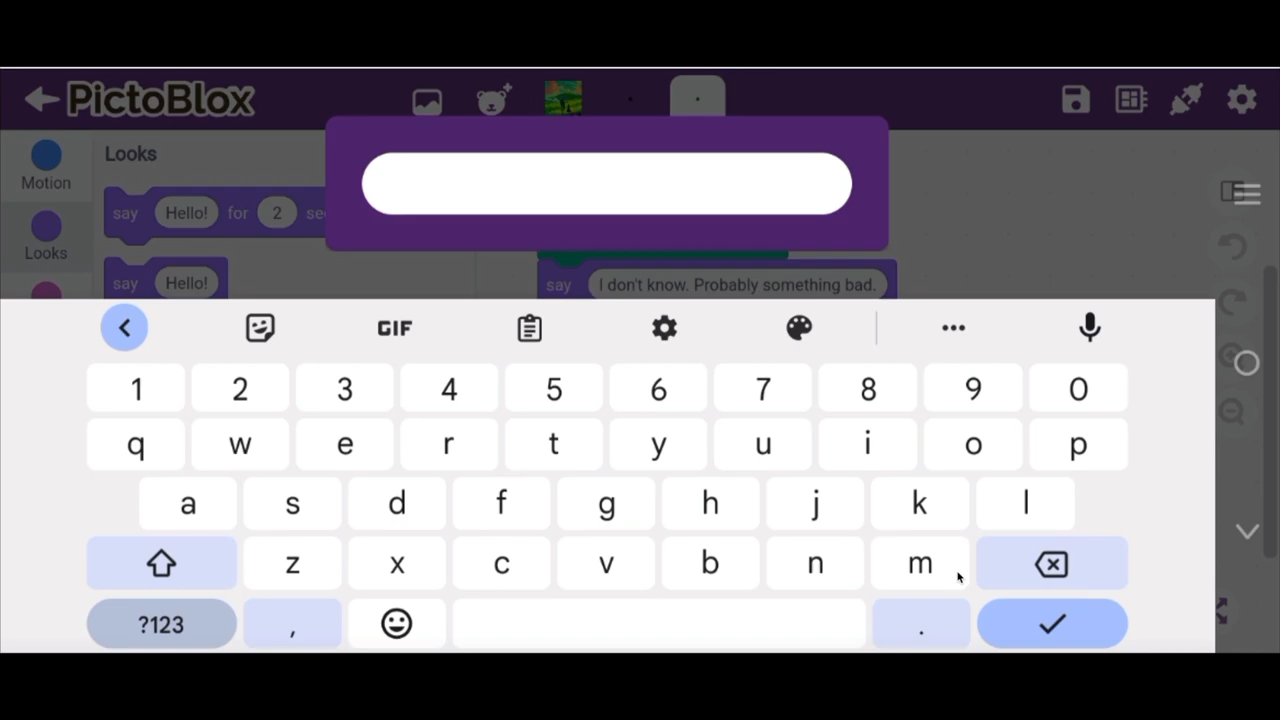 PictoBlox
Looks
Motion
say Hello! for 2
Looks
say Hello!
say I don't know. Probably something bad.
GIF
1 2 3 4 5 6 7 8 9 0
q w e r t y u i o p
a s d f g h j k l
z x c v b n m
?123 , .